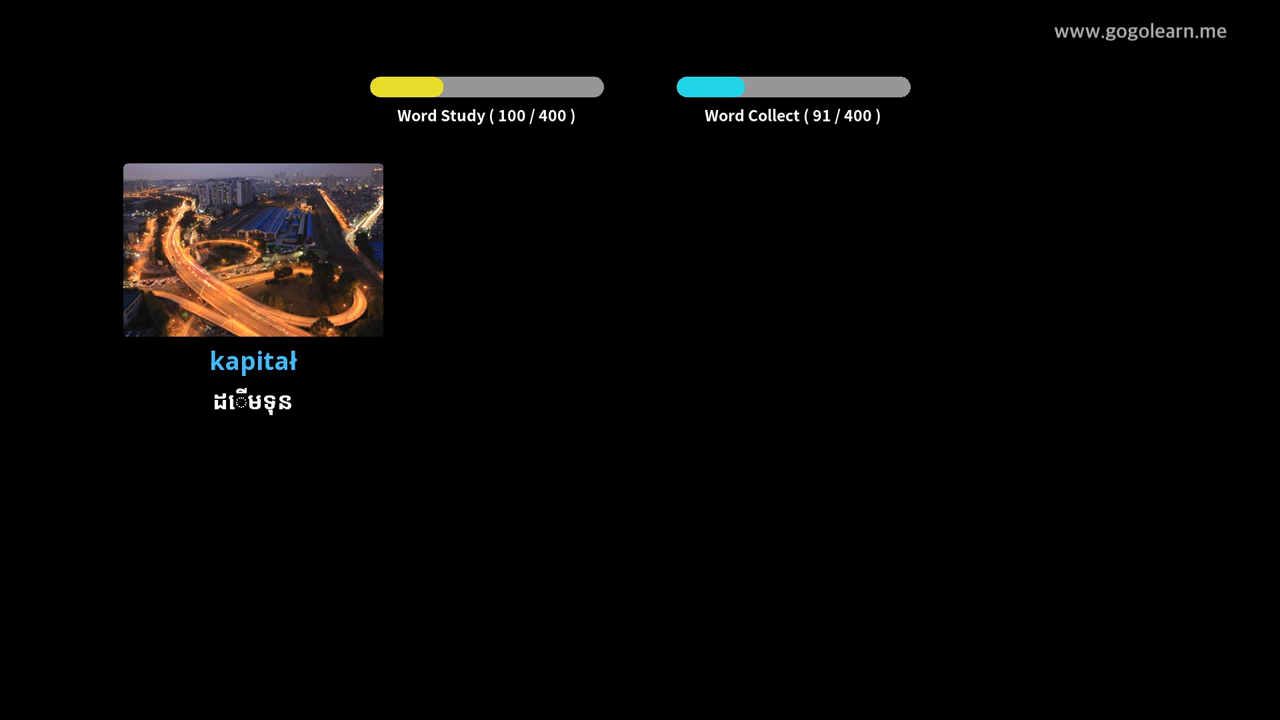 www.gogolearn.me
Word Study ( 100 / 400 )
Word Collect ( 91 / 400 )
kapitał
ដើមទុន